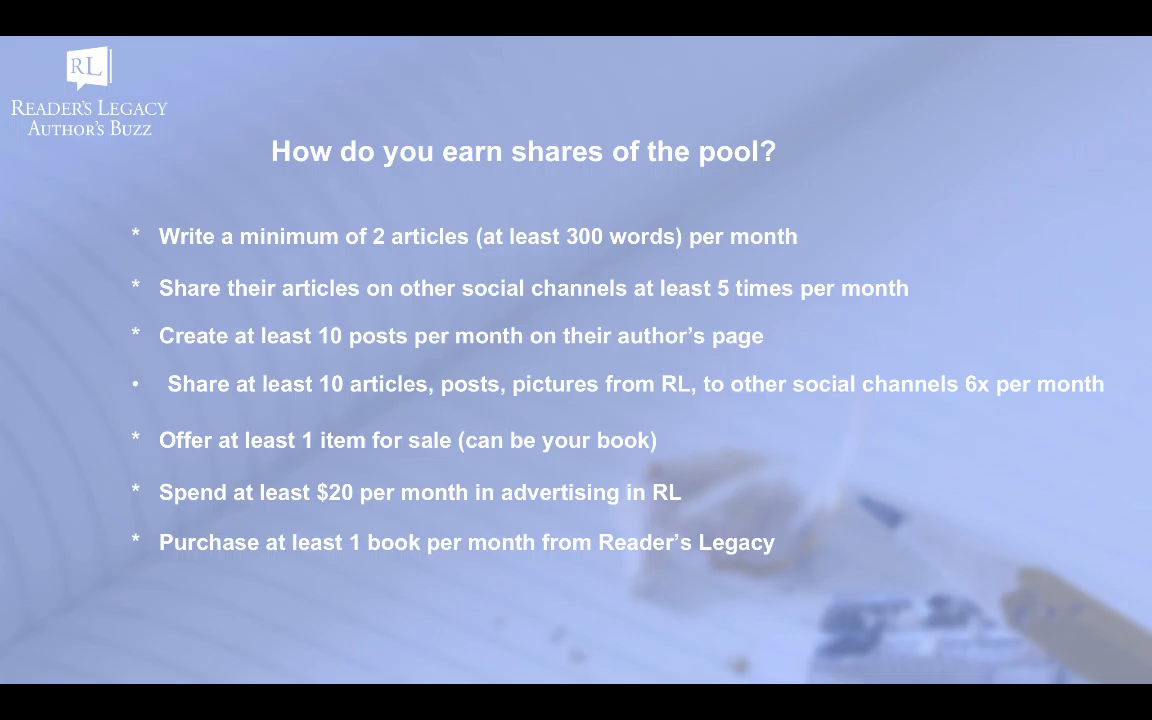 RL
READER'S LEGACY
AUTHOR'S BUZZ
How do you earn shares of the pool?
* Write a minimum of 2 articles (at least 300 words) per month
* Share their articles on other social channels at least 5 times per month
* Create at least 10 posts per month on their author’s page
• Share at least 10 articles, posts, pictures from RL, to other social channels 6x per month
* Offer at least 1 item for sale (can be your book)
* Spend at least $20 per month in advertising in RL
* Purchase at least 1 book per month from Reader’s Legacy